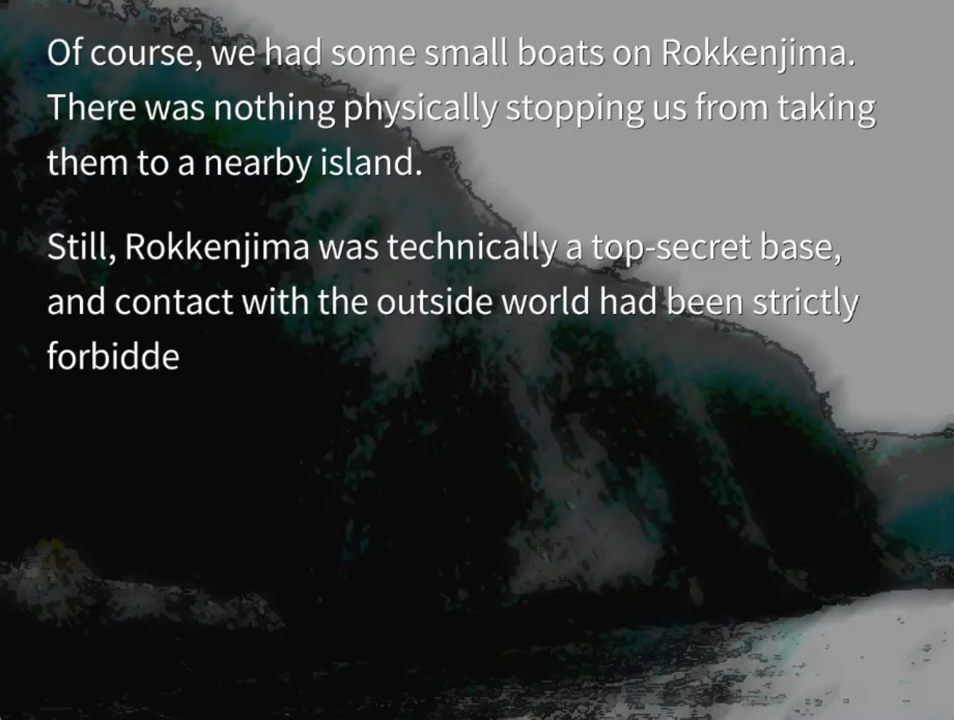 Of course, we had some small boats on Rokkenjima.
There was nothing physically stopping us from taking
them to a nearby island.
Still, Rokkenjima was technically a top-secret base,
and contact with the outside world had been strictly
forbidde